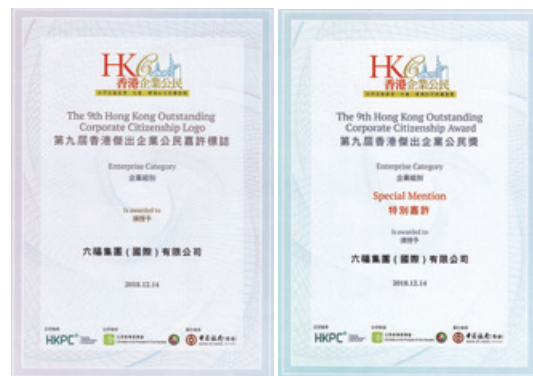 HKC
香港企業公民
The 9th Hong Kong Outstanding
Corporate Citizenship Logo
第九屆香港傑出企業公民嘉許標誌
Enterprise Category
企業組別
Is awarded to
頒授予
六福集團(國際)有限公司
2018.12.14
HKPC
HKC
香港企業公民
The 9th Hong Kong Outstanding
Corporate Citizenship Award
第九屆香港傑出企業公民獎
Enterprise Category
企業組別
Special Mention
特別嘉許
Is awarded to
頒授予
六福集團(國際)有限公司
2018.12.14
HKPC